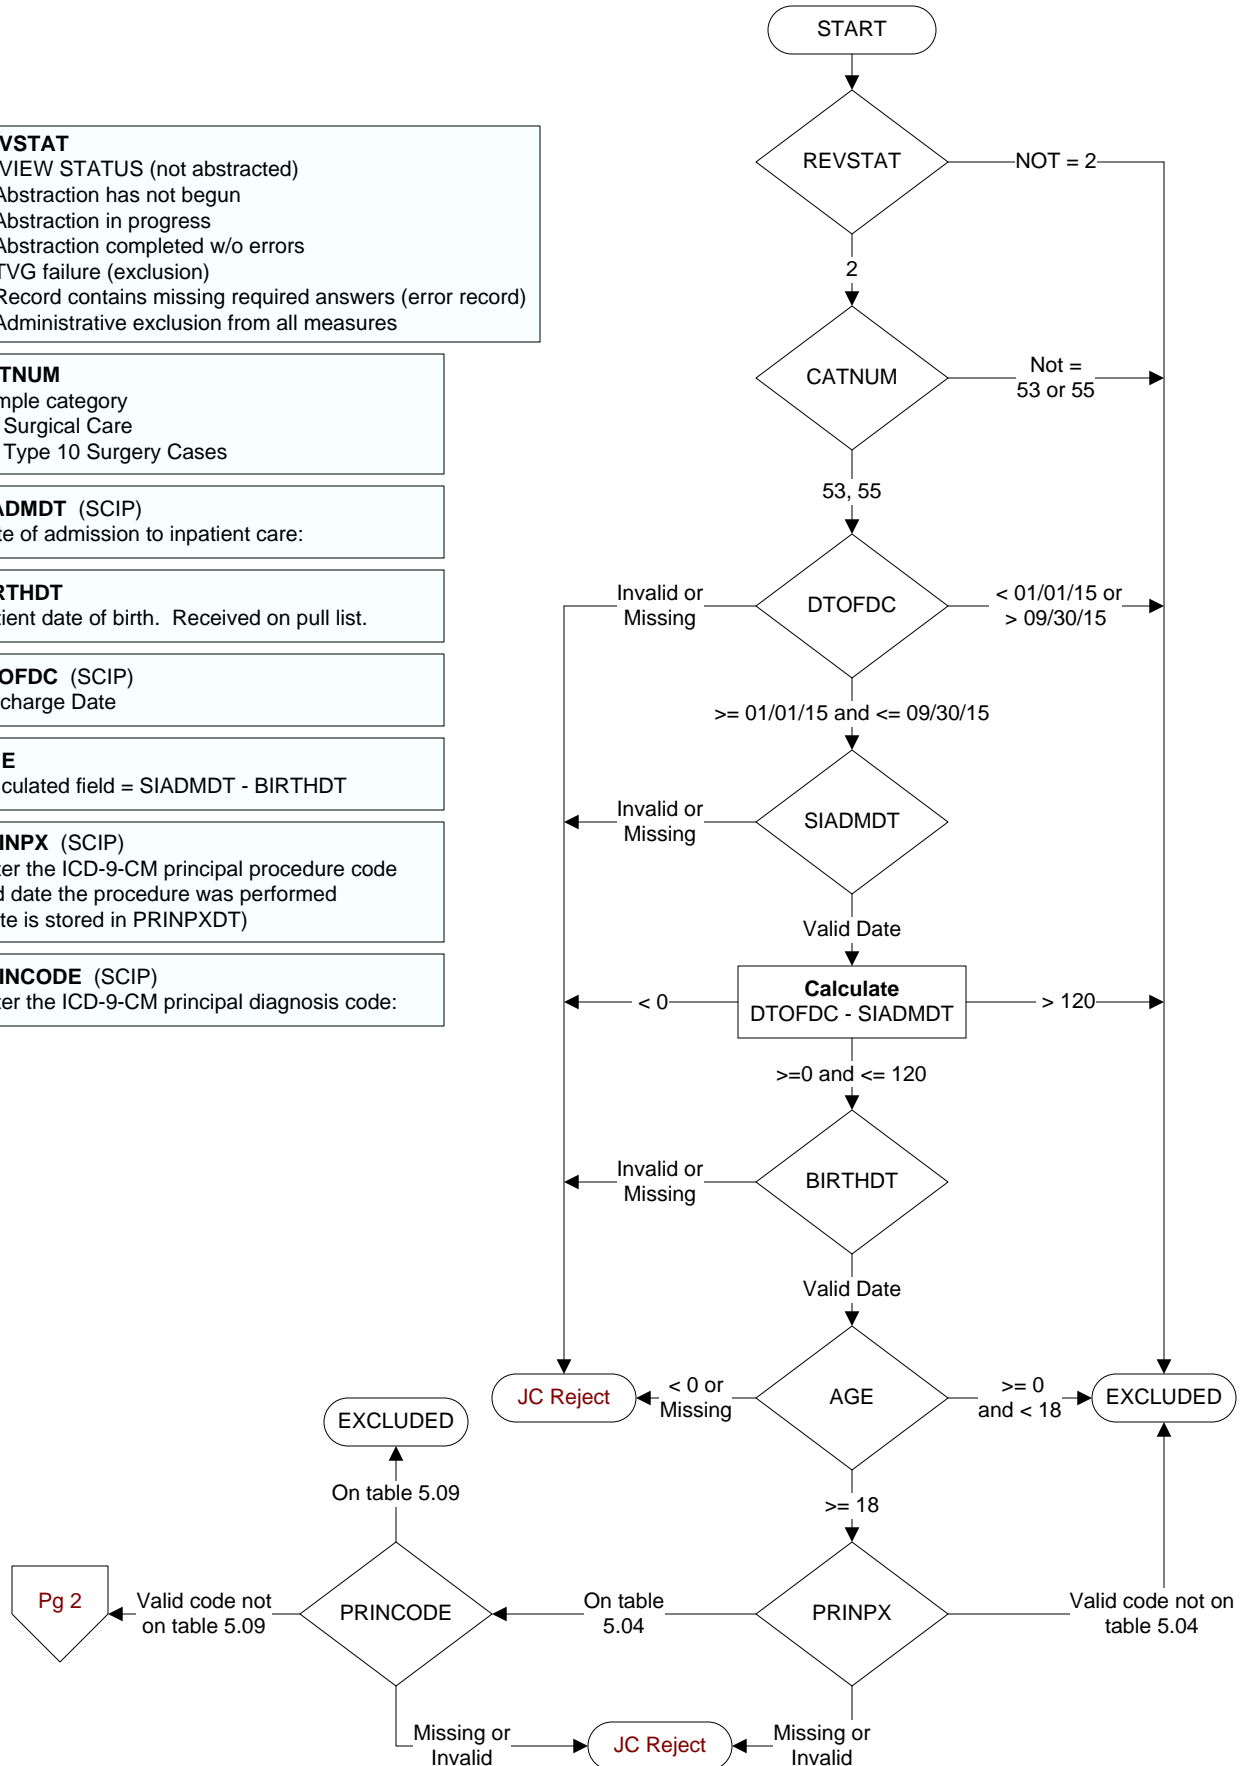 START
VSTAT
VIEW STATUS (not abstracted)
Abstraction has not begun
Abstraction in progress
Abstraction completed w/o errors
TVG failure (exclusion)
Record contains missing required answers (error record)
Administrative exclusion from all measures
REVSTAT
NOT = 2
2
TNUM
mple category
Surgical Care
Type 10 Surgery Cases
CATNUM
Not =
53 or 55
53, 55
ADMDT (SCIP)
te of admission to inpatient care:
RTHDT
tient date of birth. Received on pull list.
Invalid or
Missing
DTOFDC
< 01/01/15 or
> 09/30/15
OFDC (SCIP)
charge Date
>= 01/01/15 and <= 09/30/15
E
culated field = SIADMDT - BIRTHDT
Invalid or
Missing
SIADMDT
INPX (SCIP)
ter the ICD-9-CM principal procedure code
d date the procedure was performed
te is stored in PRINPXDT)
Valid Date
INCODE (SCIP)
ter the ICD-9-CM principal diagnosis code:
< 0
Calculate
DTOFDC - SIADMDT
> 120
>=0 and <= 120
Invalid or
Missing
BIRTHDT
Valid Date
JC Reject
< 0 or
Missing
AGE
>= 0
and < 18
EXCLUDED
EXCLUDED
On table 5.09
>= 18
Pg 2
Valid code not
on table 5.09
PRINCODE
On table
5.04
PRINPX
Valid code not on
table 5.04
Missing or
Invalid
JC Reject
Missing or
Invalid